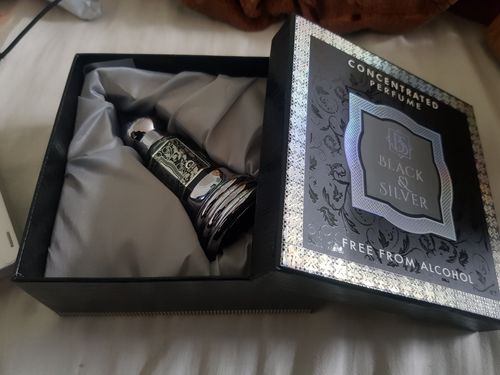 CONCENTRATED
PERFUME
BLACK
&
SILVER
FREE FROM ALCOHOL